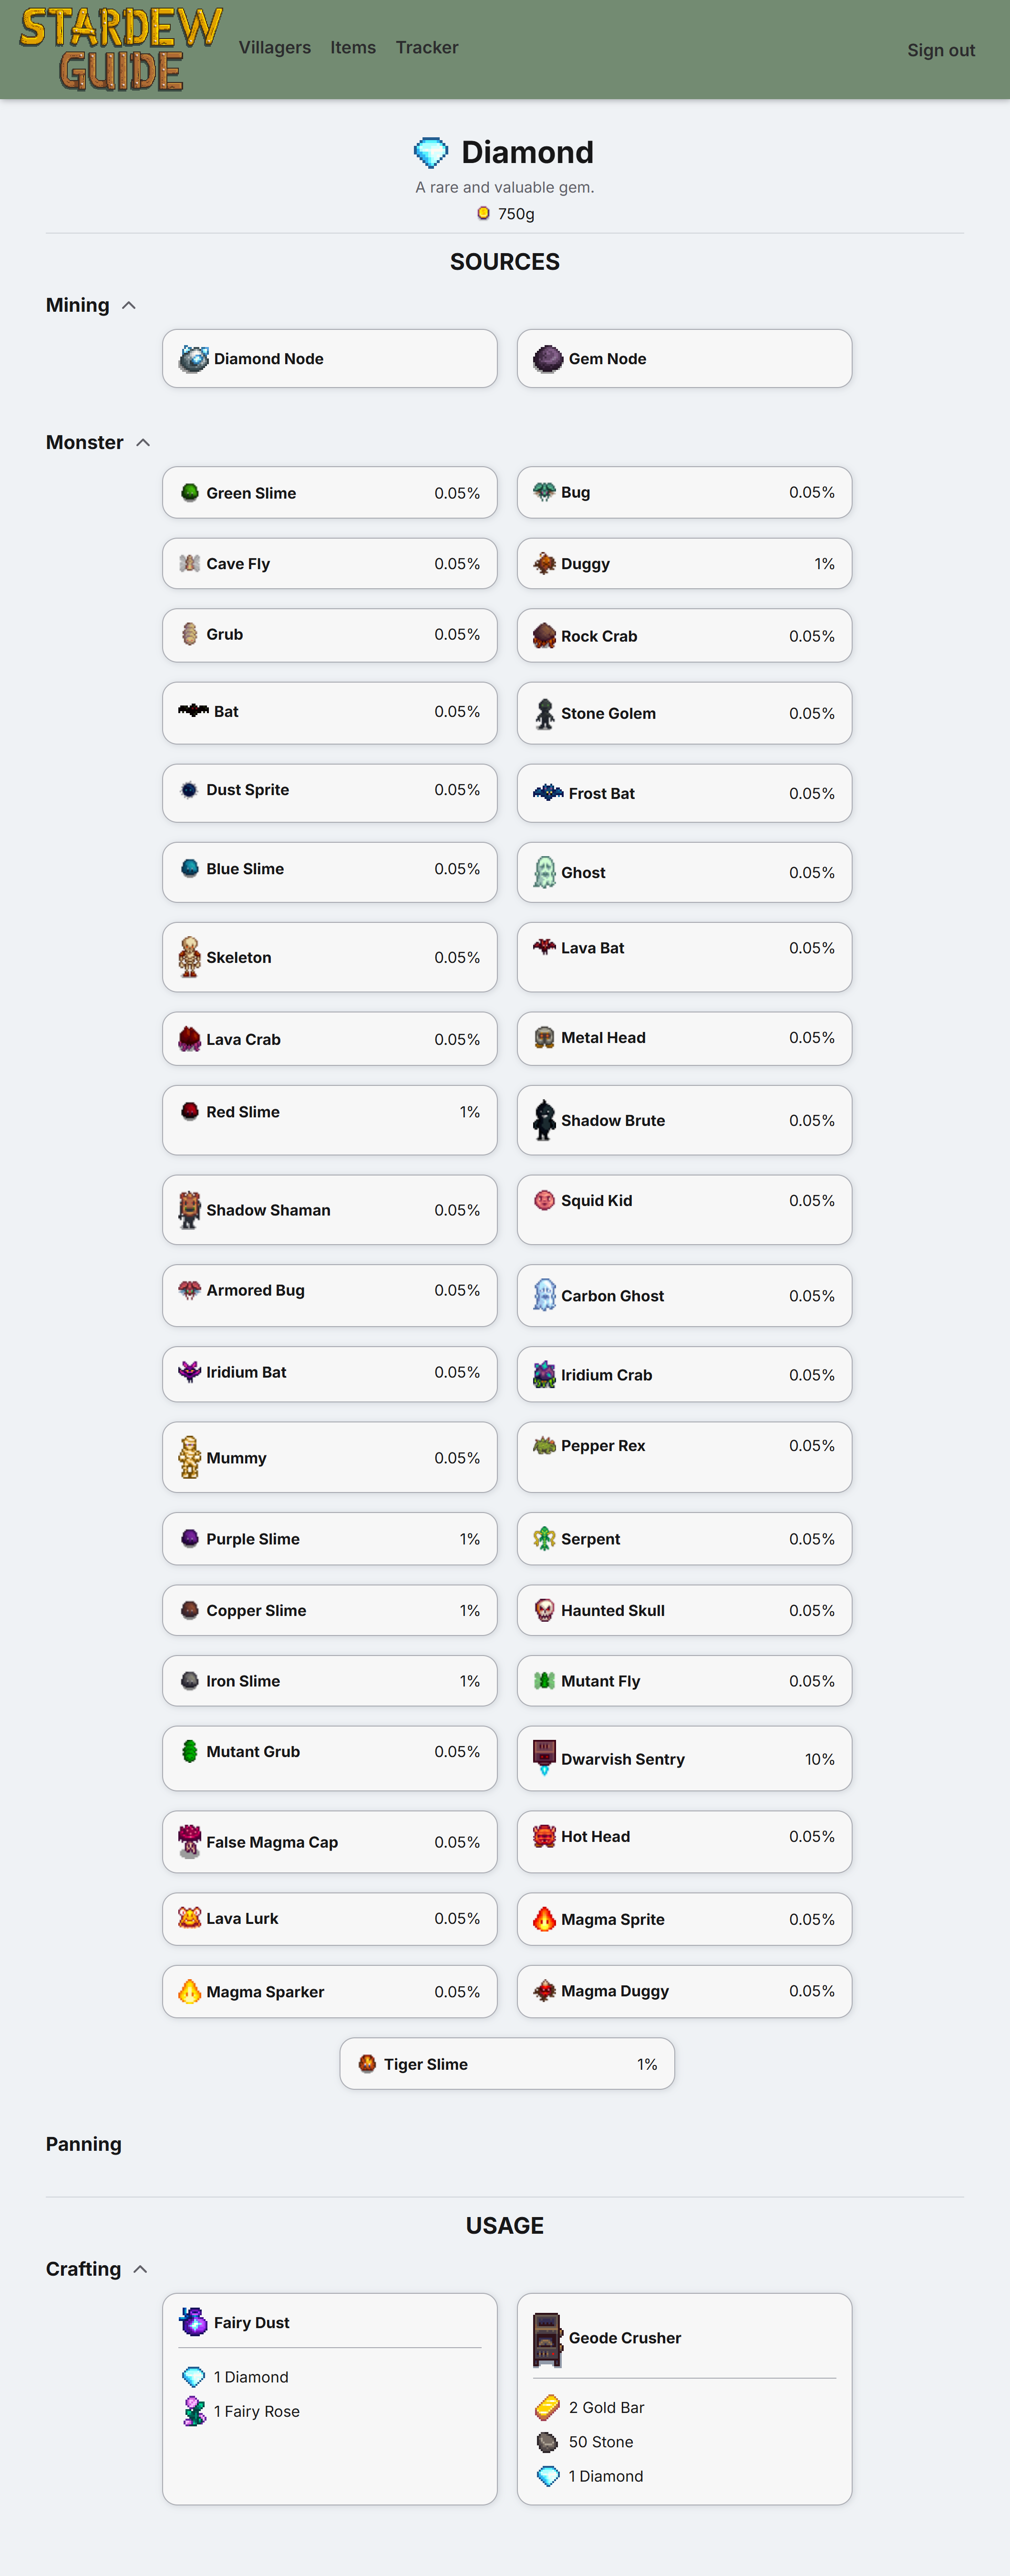 STARDEW
GUIDE
Villagers Items Tracker Sign out
Diamond
A rare and valuable gem.
750g
SOURCES
Mining
Diamond Node
Gem Node
Monster
Green Slime 0.05%
Bug 0.05%
Cave Fly 0.05%
Duggy 1%
Grub 0.05%
Rock Crab 0.05%
Bat 0.05%
Stone Golem 0.05%
Dust Sprite 0.05%
Frost Bat 0.05%
Blue Slime 0.05%
Ghost 0.05%
Skeleton 0.05%
Lava Bat 0.05%
Lava Crab 0.05%
Metal Head 0.05%
Red Slime 1%
Shadow Brute 0.05%
Shadow Shaman 0.05%
Squid Kid 0.05%
Armored Bug 0.05%
Carbon Ghost 0.05%
Iridium Bat 0.05%
Iridium Crab 0.05%
Mummy 0.05%
Pepper Rex 0.05%
Purple Slime 1%
Serpent 0.05%
Copper Slime 1%
Haunted Skull 0.05%
Iron Slime 1%
Mutant Fly 0.05%
Mutant Grub 0.05%
Dwarvish Sentry 10%
False Magma Cap 0.05%
Hot Head 0.05%
Lava Lurk 0.05%
Magma Sprite 0.05%
Magma Sparker 0.05%
Magma Duggy 0.05%
Tiger Slime 1%
Panning
USAGE
Crafting
Fairy Dust
1 Diamond
1 Fairy Rose
Geode Crusher
2 Gold Bar
50 Stone
1 Diamond